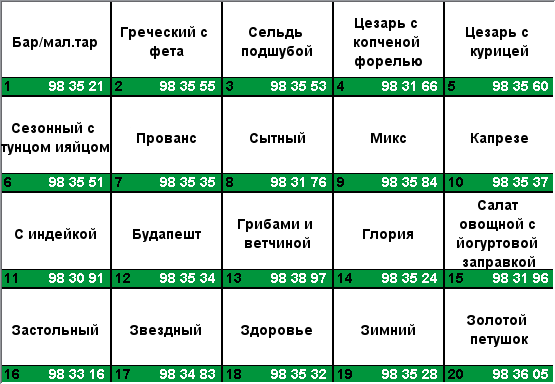 Бар/мал.тар
1 98 35 21
Греческий с
фета
2 98 35 55
Сельдь
подшубой
3 98 35 53
Цезарь с
копченой
форелью
4 98 31 66
Цезарь с
курицей
5 98 35 60
Сезонный с
тунцом ияйцом
6 98 35 51
Прованс
7 98 35 35
Сытный
8 98 31 76
Микс
9 98 35 84
Капрезе
10 98 35 37
С индейкой
11 98 30 91
Будапешт
12 98 35 34
Грибами и
ветчиной
13 98 38 97
Глория
14 98 35 24
Салат
овощной с
йогуртовой
заправкой
15 98 31 96
Застольный
16 98 33 16
Звездный
17 98 34 83
Здоровье
18 98 35 32
Зимний
19 98 35 28
Золотой
петушок
20 98 36 05